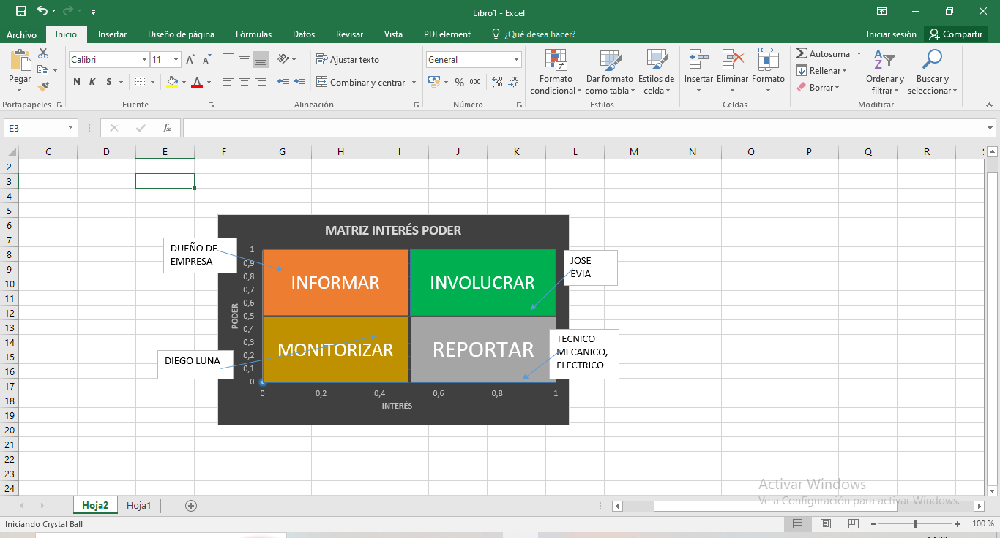 Libro1 - Excel
Archivo Inicio Insertar Diseño de página Fórmulas Datos Revisar Vista PDFelement ¿Qué desea hacer? Iniciar sesión Compartir
Pegar
Calibri 11
N K S
Ajustar texto
Combinar y centrar
General
% 000
Formato condicional
Dar formato como tabla
Estilos de celda
Insertar Eliminar Formato
Autosuma
Rellenar
Borrar
Ordenar y filtrar
Buscar y seleccionar
Portapapeles Fuente Alineación Número Estilos Celdas Modificar
E3 fx
C D E F G H I J K L M N O P Q R
2
3
4
5
6
7
8
9
10
11
12
13
14
15
16
17
18
19
20
21
22
23
24
MATRIZ INTERÉS PODER
DUEÑO DE
EMPRESA
JOSE
EVIA
INFORMAR INVOLUCRAR
MONITORIZAR REPORTAR
DIEGO LUNA
TECNICO
MECANICO,
ELECTRICO
PODER
1
0,9
0,8
0,7
0,6
0,5
0,4
0,3
0,2
0,1
0
0 0,2 0,4 0,6 0,8 1
INTERÉS
Activar Windows
Ve a Configuración para activar Windows.
Hoja2 Hoja1
Iniciando Crystal Ball
100 %